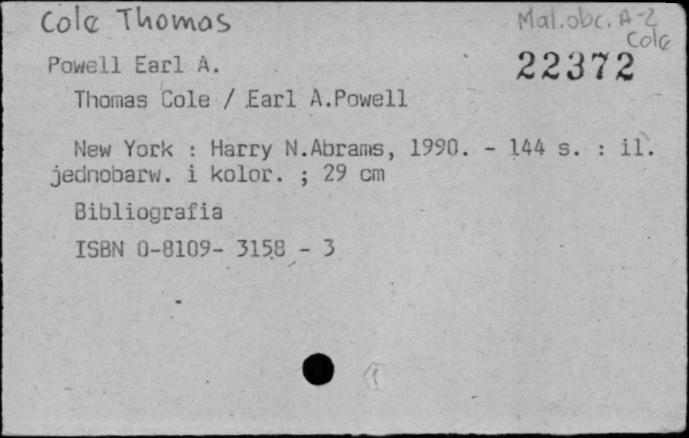 Cole Thomas
Mal.obc. A-Z
Cole
22372
Powell Earl A.
Thomas Cole / Earl A.Powell
New York : Harry N.Abrams, 1990. - 144 s. : il.
jednobarw. i kolor. ; 29 cm
Bibliografia
ISBN 0-8109- 3158 - 3